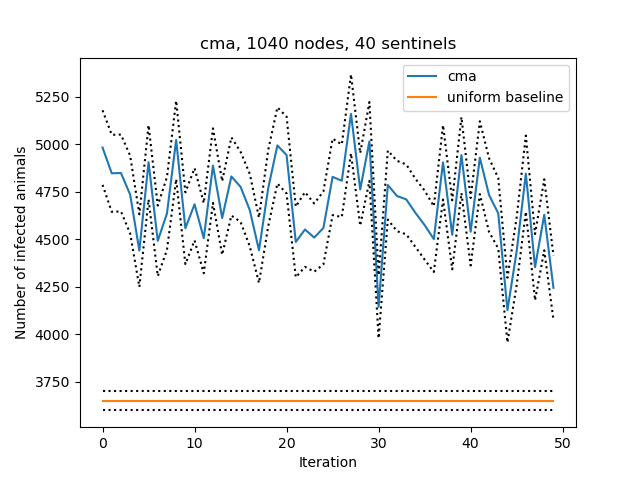 cma, 1040 nodes, 40 sentinels
cma
uniform baseline
Number of infected animals
5250
5000
4750
4500
4250
4000
3750
0 10 20 30 40 50
Iteration